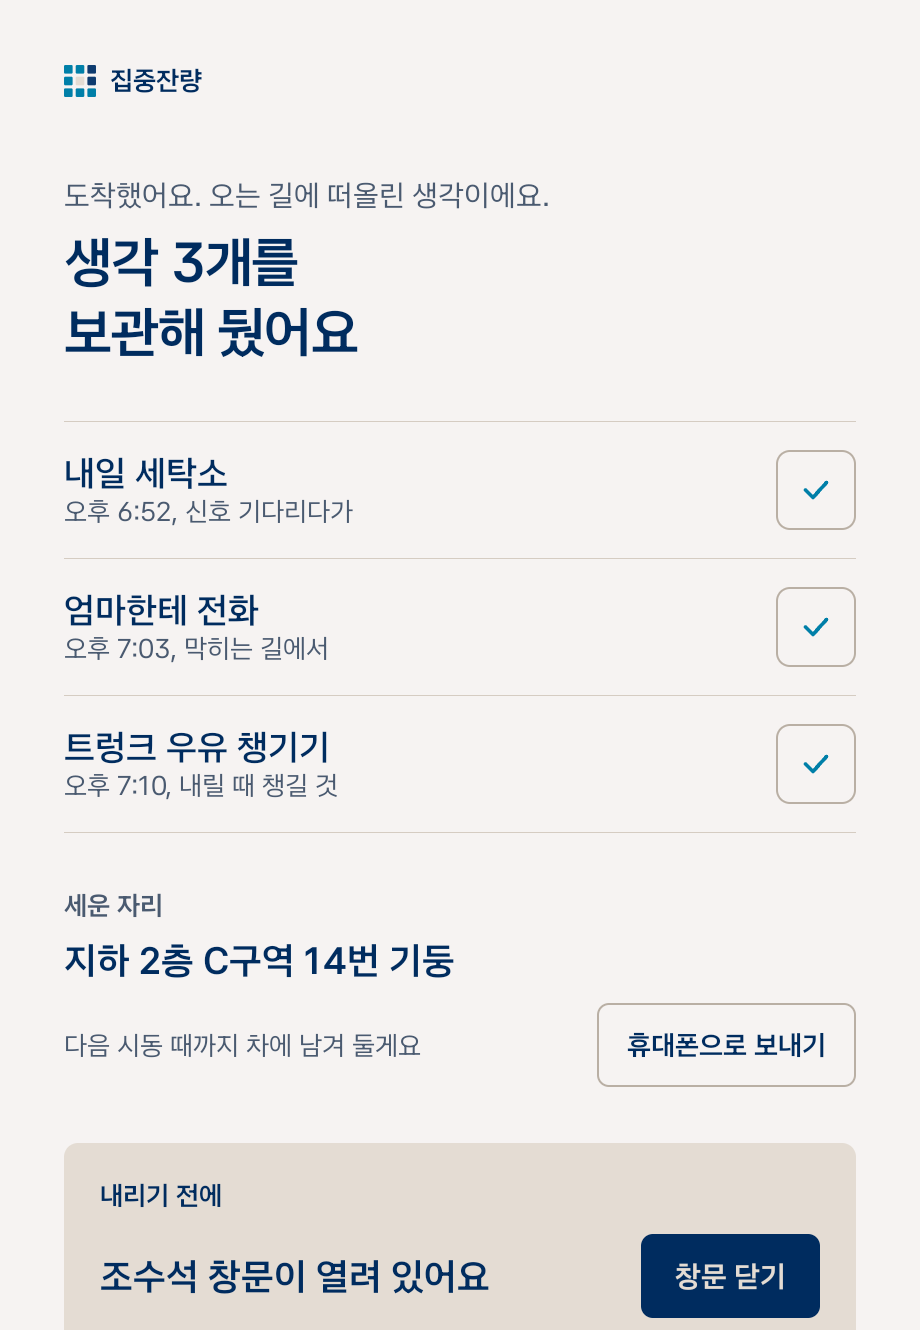 집중잔량
도착했어요. 오는 길에 떠올린 생각이에요.
생각 3개를
보관해 뒀어요
내일 세탁소
오후 6:52, 신호 기다리다가
엄마한테 전화
오후 7:03, 막히는 길에서
트렁크 우유 챙기기
오후 7:10, 내릴 때 챙길 것
세운 자리
지하 2층 C구역 14번 기둥
다음 시동 때까지 차에 남겨 둘게요
휴대폰으로 보내기
내리기 전에
조수석 창문이 열려 있어요
창문 닫기